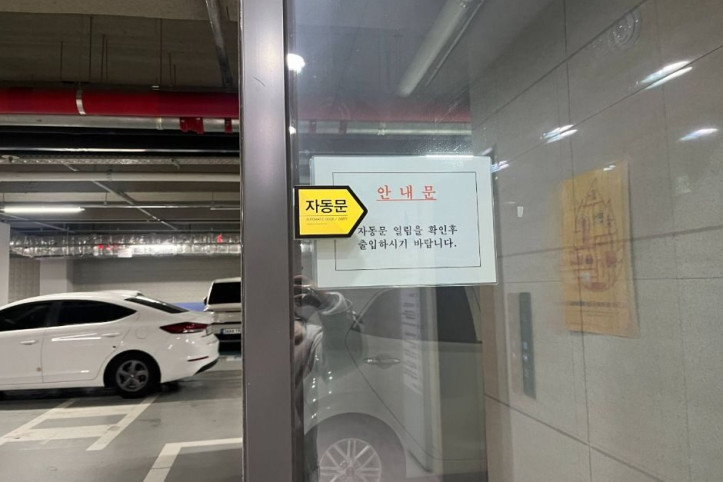 안내문
자동문
자동문 열림을 확인후
출입하시기 바랍니다.